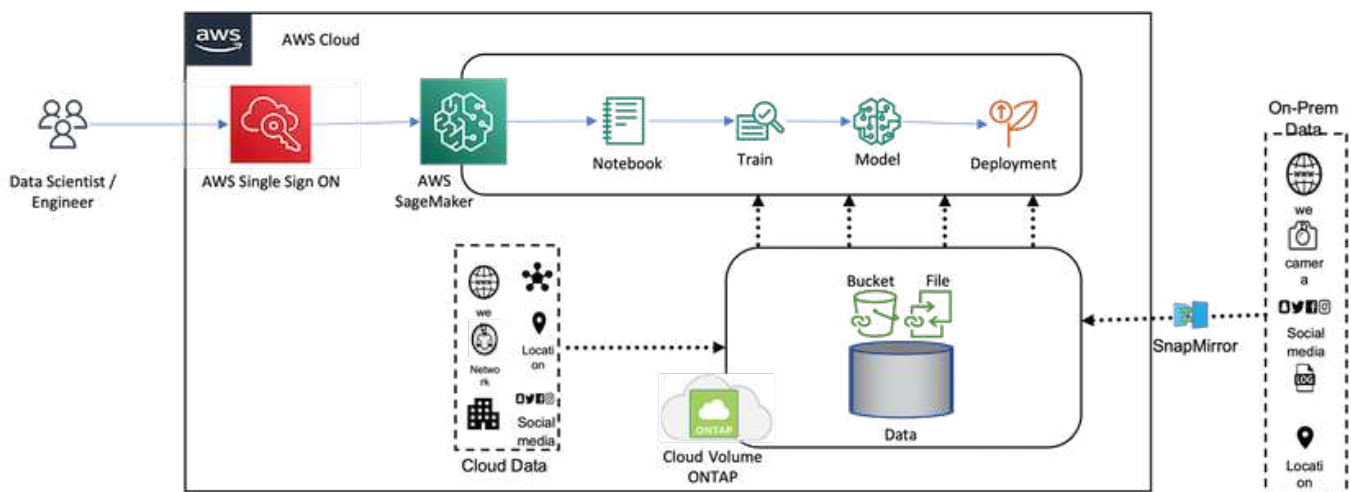 aws
AWS Cloud
Data Scientist /
Engineer
AWS Single Sign ON
AWS
SageMaker
Notebook
Train
Model
Deployment
On-Prem
Data
www
we
camer
a
Social
media
LOG
Locati
on
SnapMirror
Bucket
File
Data
ONTAP
Cloud Volume
ONTAP
www
we
Locati
on
Netwo
rk
Social
media
Cloud Data